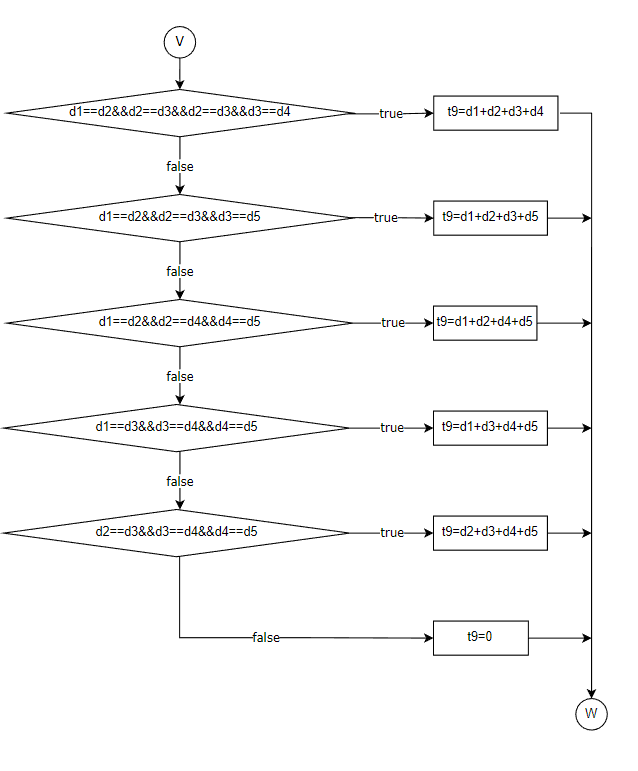 V
d1==d2&&d2==d3&&d2==d3&&d3==d4
true
t9=d1+d2+d3+d4
false
d1==d2&&d2==d3&&d3==d5
true
t9=d1+d2+d3+d5
false
d1==d2&&d2==d4&&d4==d5
true
t9=d1+d2+d4+d5
false
d1==d3&&d3==d4&&d4==d5
true
t9=d1+d3+d4+d5
false
d2==d3&&d3==d4&&d4==d5
true
t9=d2+d3+d4+d5
false
t9=0
W